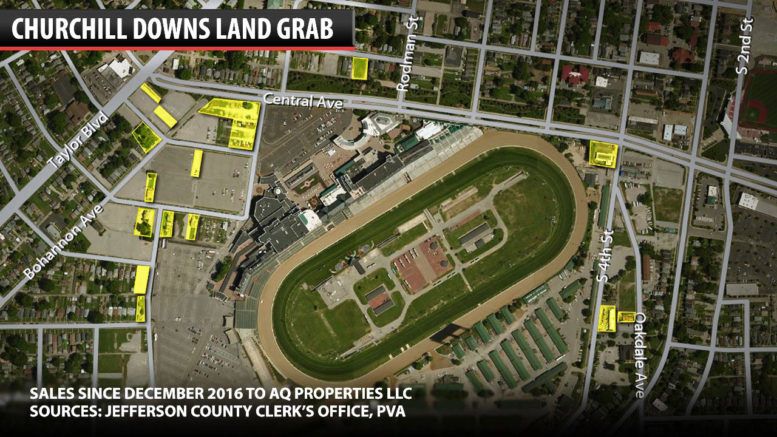 CHURCHILL DOWNS LAND GRAB
Rodman St
S 2nd St
Central Ave
Taylor Blvd
Bohannon Ave
S 4th St
Oakdale Ave
SALES SINCE DECEMBER 2016 TO AQ PROPERTIES LLC
SOURCES: JEFFERSON COUNTY CLERK'S OFFICE, PVA